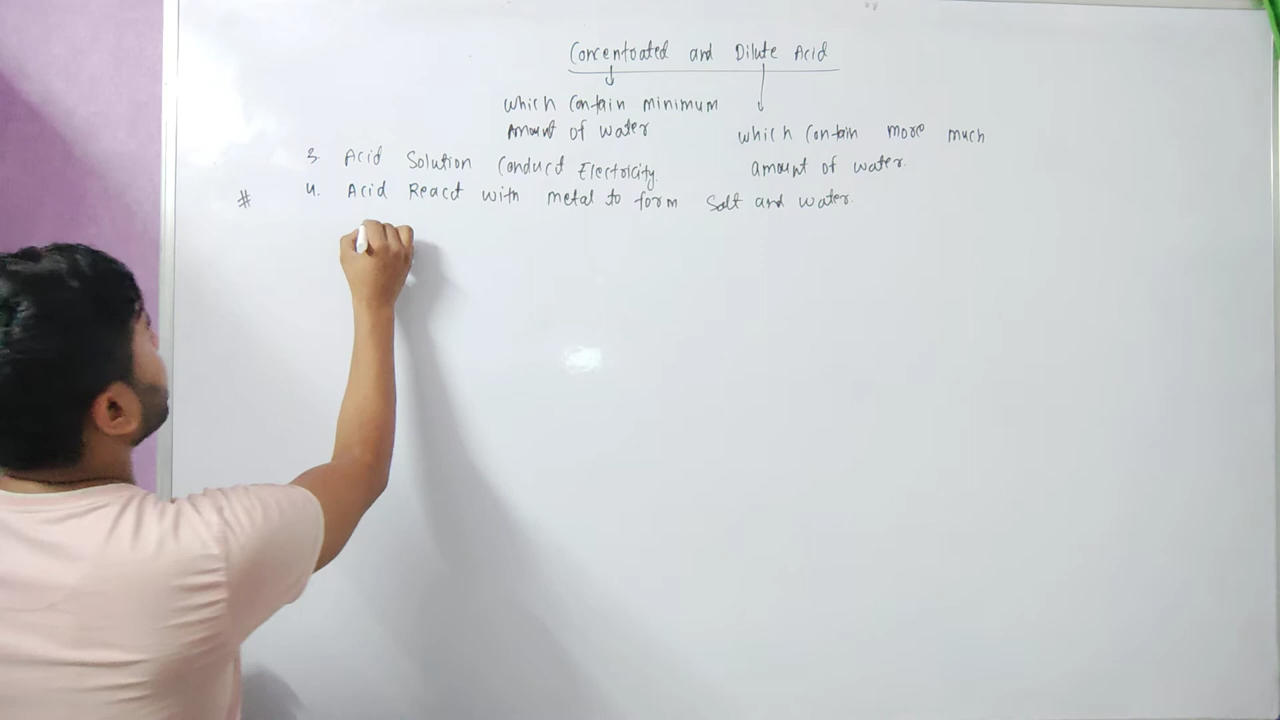 Concentrated and Dilute Acid
which Contain minimum
Amount of water
which Contain more much
amount of water.
3. Acid Solution Conduct Electricity.
# 4. Acid React with metal to form Salt and water.